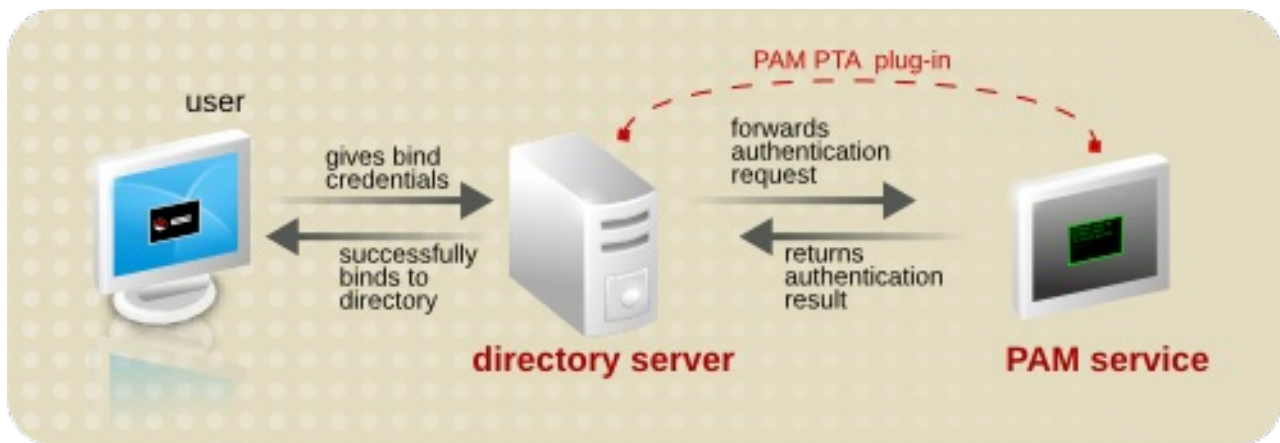 PAM PTA plug-in
user
gives bind
credentials
forwards
authentication
request
successfully
binds to
directory
returns
authentication
result
directory server
PAM service